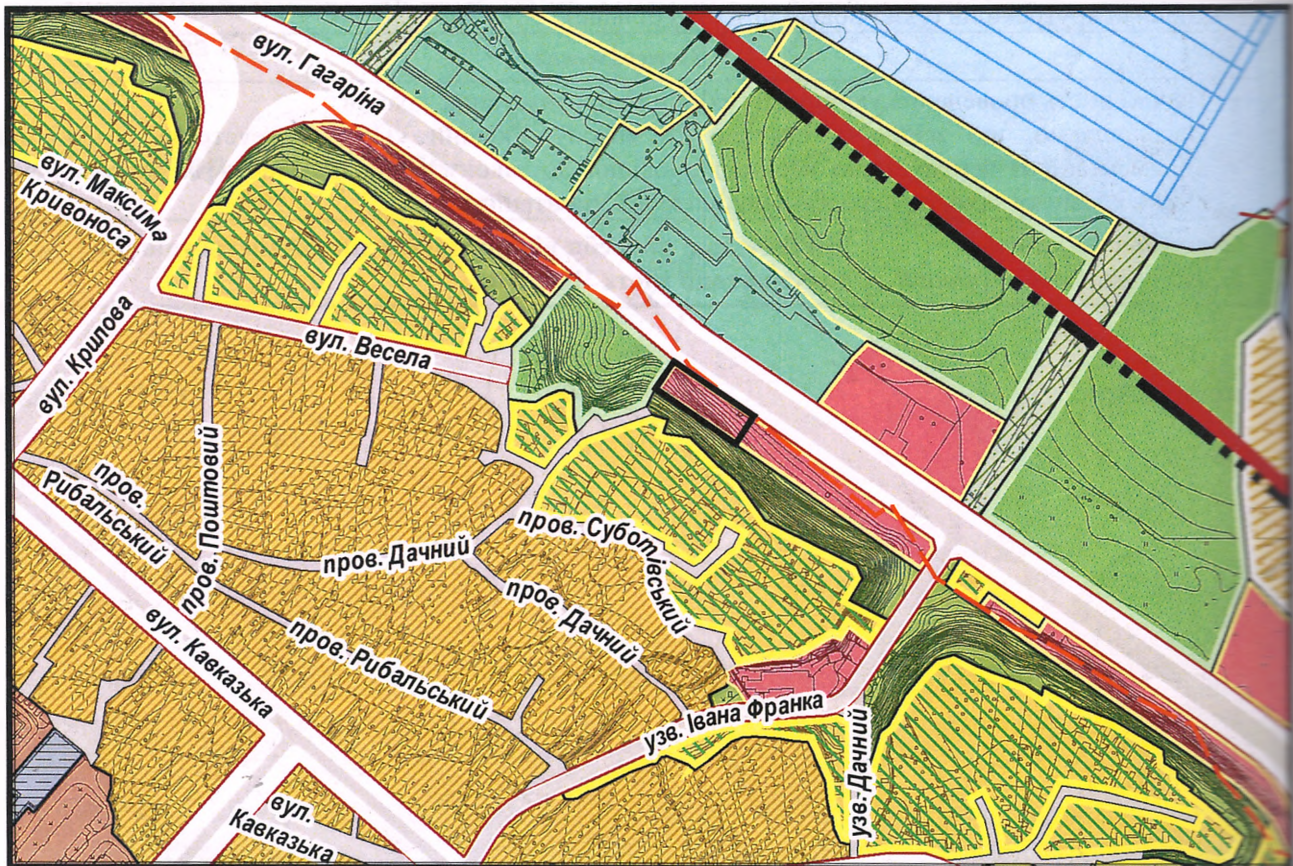 вул. Гагаріна
вул. Максима
Кривоноса
вул. Крилова
вул. Весела
пров.
Рибальський
пров. Поштовий
пров. Дачний
пров. Суботівський
пров. Дачний
вул. Кавказька
пров. Рибальський
узв. Івана Франка
узв. Дачний
вул.
Кавказька